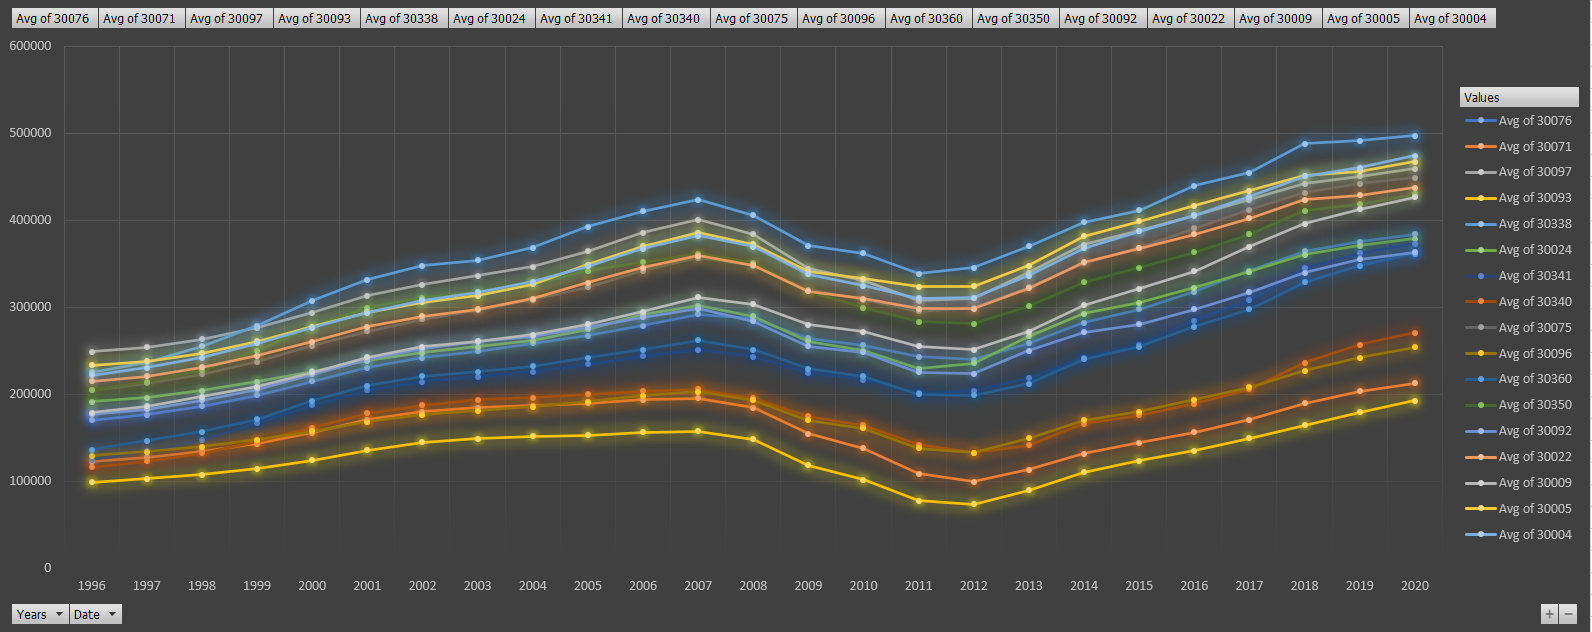 Avg of 30076 Avg of 30071 Avg of 30097 Avg of 30093 Avg of 30338 Avg of 30024 Avg of 30341 Avg of 30340 Avg of 30075 Avg of 30096 Avg of 30360 Avg of 30350 Avg of 30092 Avg of 30022 Avg of 30009 Avg of 30005 Avg of 30004
600000
500000
400000
300000
200000
100000
0
1996 1997 1998 1999 2000 2001 2002 2003 2004 2005 2006 2007 2008 2009 2010 2011 2012 2013 2014 2015 2016 2017 2018 2019 2020
Values
Avg of 30076
Avg of 30071
Avg of 30097
Avg of 30093
Avg of 30338
Avg of 30024
Avg of 30341
Avg of 30340
Avg of 30075
Avg of 30096
Avg of 30360
Avg of 30350
Avg of 30092
Avg of 30022
Avg of 30009
Avg of 30005
Avg of 30004
Years Date
+ −